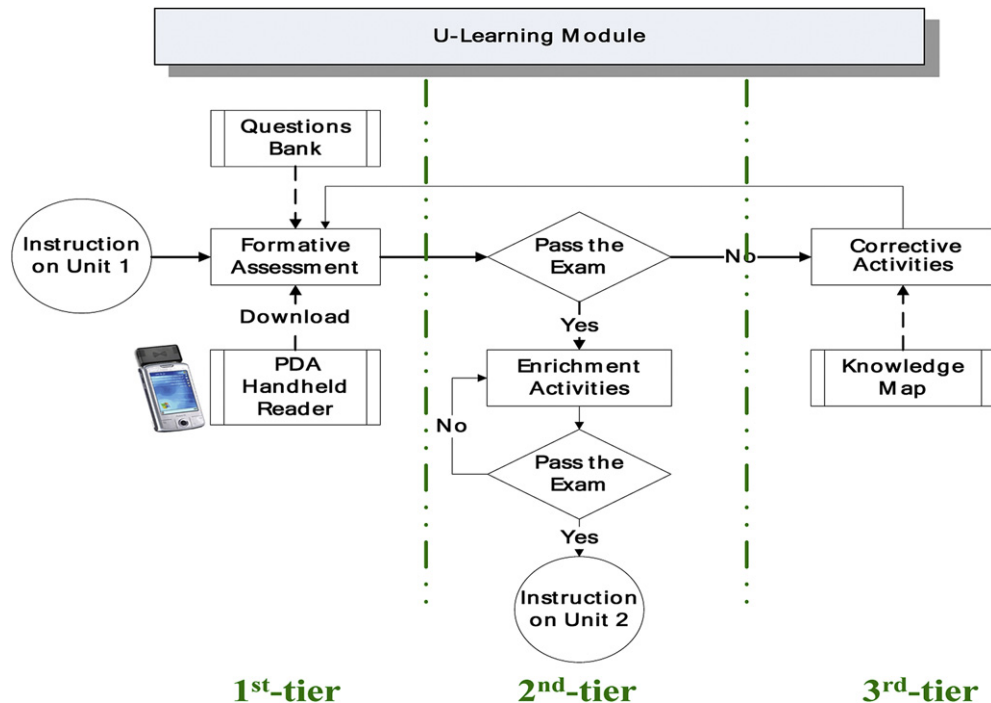 U-Learning Module
Questions
Bank
Instruction
on Unit 1
Formative
Assessment
Pass the
Exam
No
Corrective
Activities
Download
Yes
PDA
Handheld
Reader
Enrichment
Activities
Knowledge
Map
No
Pass the
Exam
Yes
Instruction
on Unit 2
1st-tier
2nd-tier
3rd-tier